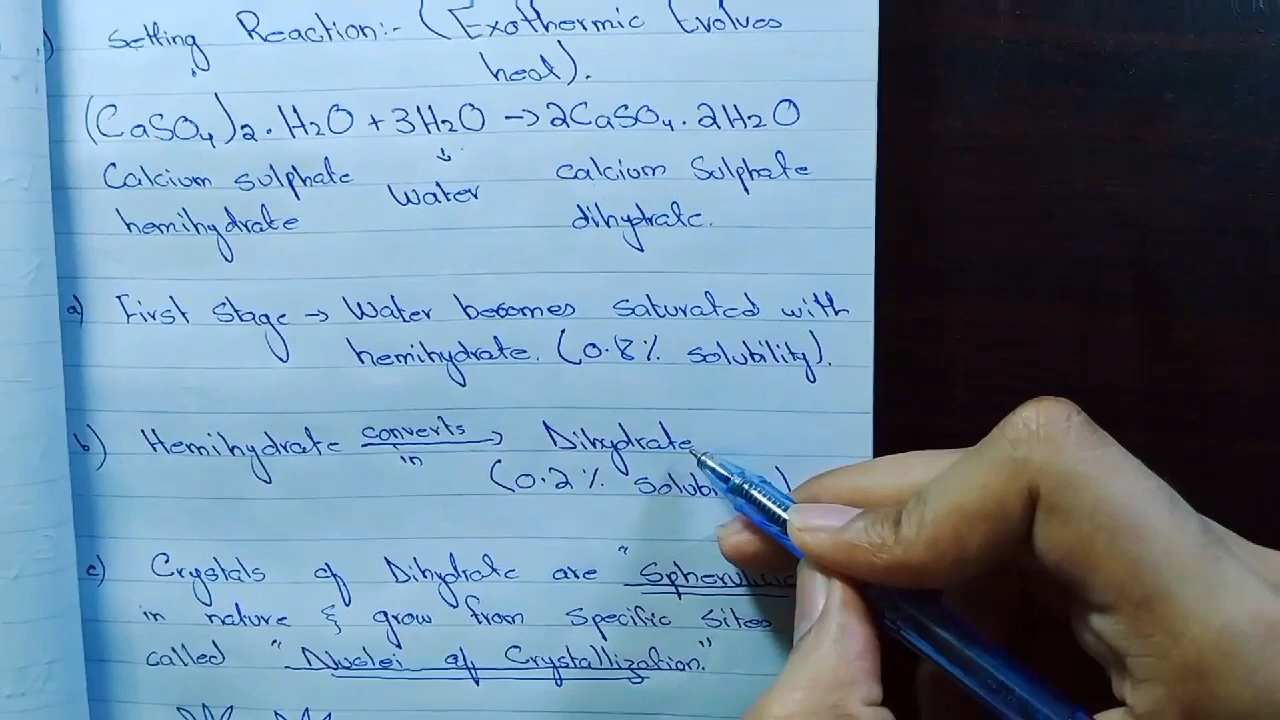 Setting Reaction:- (Exothermic Evolves
heat).
(CaSO4)2.H2O + 3H2O → 2CaSO4.2H2O
↓
Calcium sulphate Water calcium Sulphate
hemihydrate dihydrate.
a) First Stage → Water becomes saturated with
hemihydrate. (0.8% solubility).
b) Hemihydrate converts in → Dihydrate
(0.2%
c) Crystals of Dihydrate are "
in nature & grow from specific sites
called "Nuclei of Crystallization."